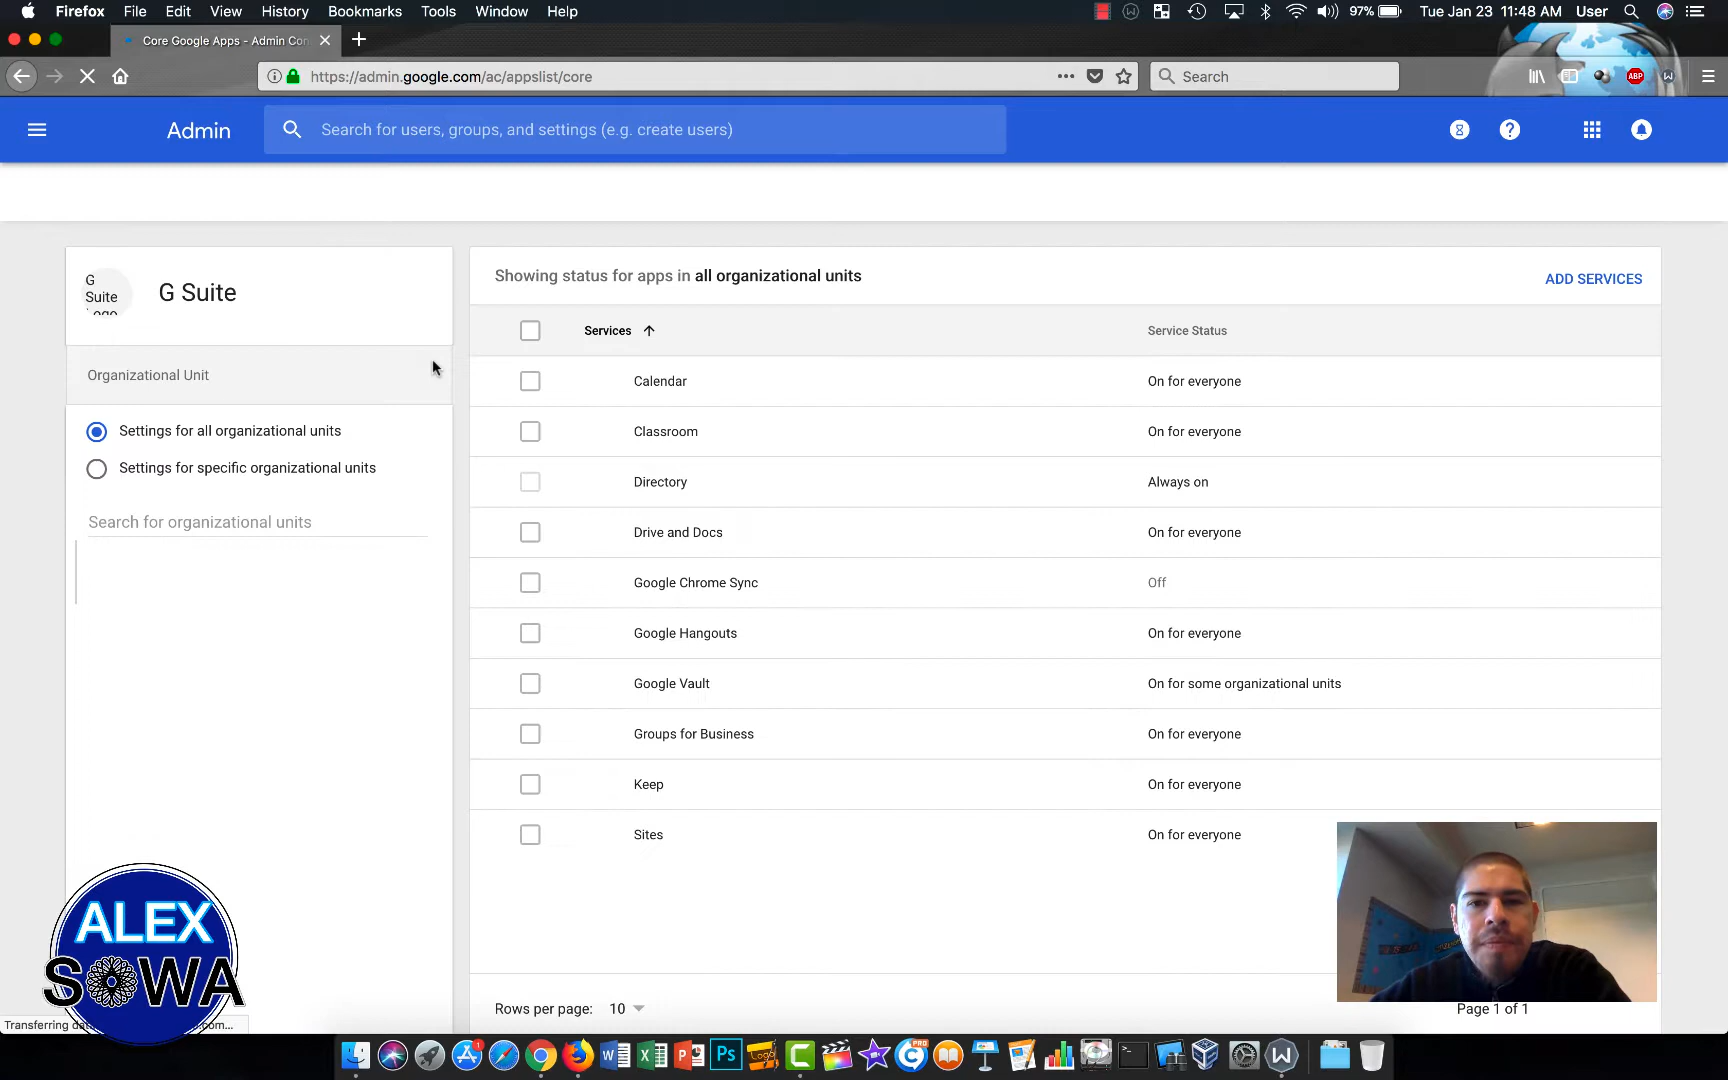 Firefox File Edit View History Bookmarks Tools Window Help 97% Tue Jan 23 11:48 AM User
Core Google Apps - Admin Con
https://admin.google.com/ac/appslist/core Search ABP
Admin Search for users, groups, and settings (e.g. create users)
G Suite
G Suite Logo
Showing status for apps in all organizational units ADD SERVICES
Services Service Status
Organizational Unit
Settings for all organizational units
Settings for specific organizational units
Search for organizational units
Calendar On for everyone
Classroom On for everyone
Directory Always on
Drive and Docs On for everyone
Google Chrome Sync Off
Google Hangouts On for everyone
Google Vault On for some organizational units
Groups for Business On for everyone
Keep On for everyone
Sites On for everyone
Rows per page: 10 Page 1 of 1
ALEX
SOWA
Transferring